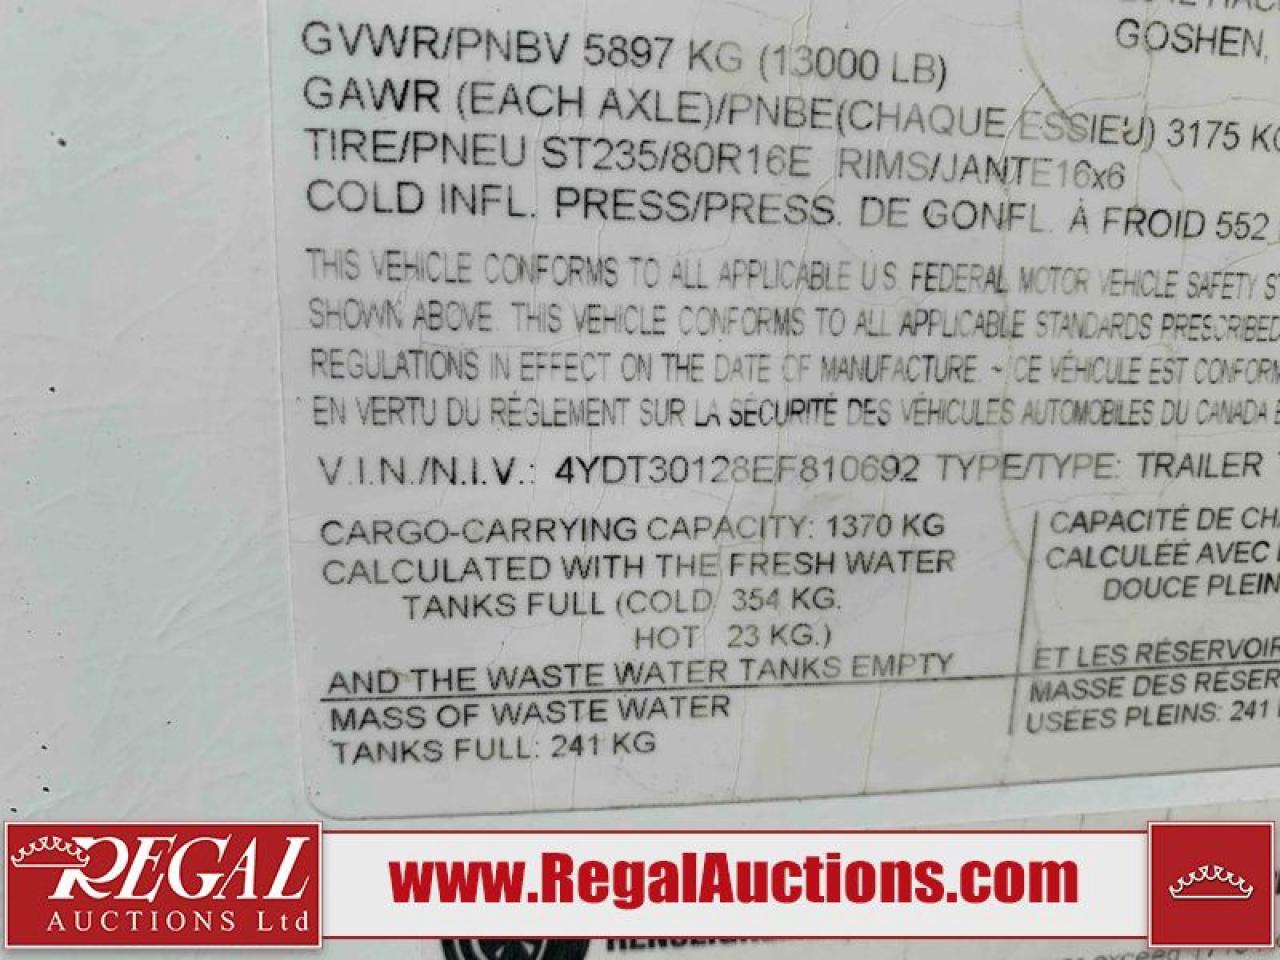 GOSHEN,
GVWR/PNBV 5897 KG (13000 LB)
GAWR (EACH AXLE)/PNBE(CHAQUE ESSIEU) 3175 KG
TIRE/PNEU ST235/80R16E RIMS/JANTE16x6
COLD INFL. PRESS/PRESS. DE GONFL. À FROID 552
THIS VEHICLE CONFORMS TO ALL APPLICABLE U.S. FEDERAL MOTOR VEHICLE SAFETY
SHOWN ABOVE. THIS VEHICLE CONFORMS TO ALL APPLICABLE STANDARDS PRESCRIBED
REGULATIONS IN EFFECT ON THE DATE OF MANUFACTURE. ~ CE VÉHICULE EST CONFORM
EN VERTU DU RÉGLEMENT SUR LA SÉCURITÉ DES VÉHICULES AUTOMOBILES DU CANADA
V.I.N./N.I.V.: 4YDT30128EF810692 TYPE/TYPE: TRAILER
CARGO-CARRYING CAPACITY: 1370 KG
CALCULATED WITH THE FRESH WATER
TANKS FULL (COLD 354 KG.
HOT 23 KG.)
AND THE WASTE WATER TANKS EMPTY
MASS OF WASTE WATER
TANKS FULL: 241 KG
CAPACITÉ DE CH
CALCULÉE AVEC
DOUCE PLEIN
ET LES RÉSERVOIR
MASSE DES RÉSER
USÉES PLEINS: 241
REGAL
AUCTIONS Ltd
www.RegalAuctions.com